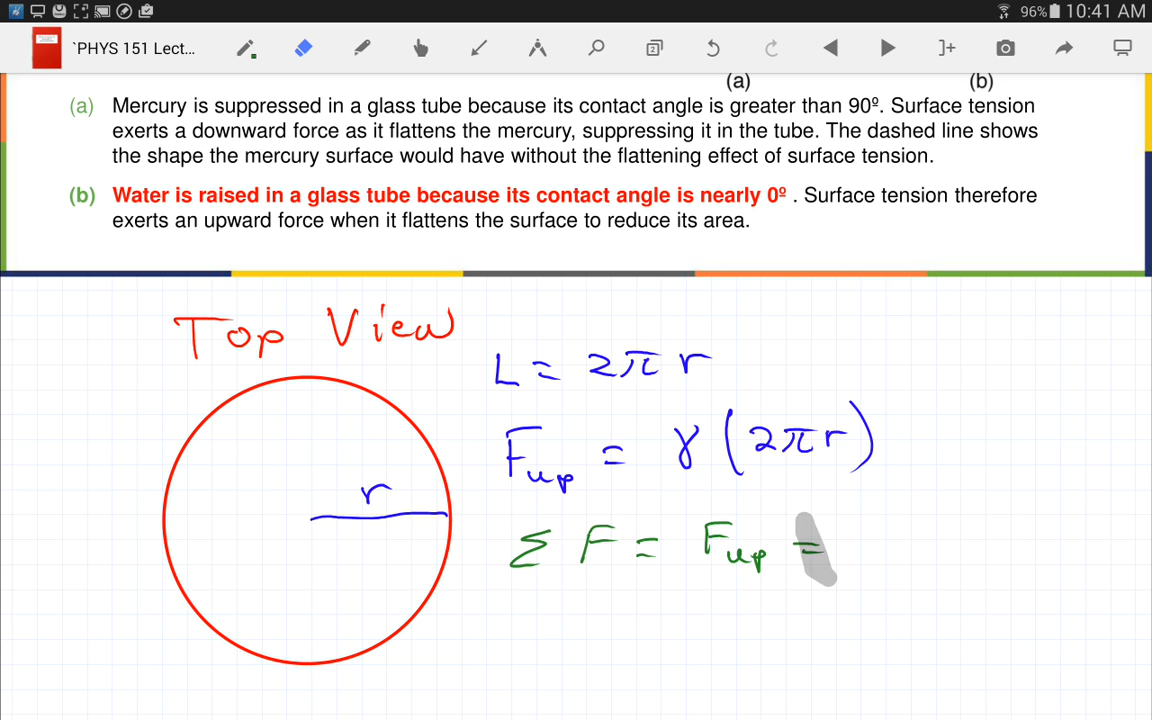 96% 10:41 AM
`PHYS 151 Lect...
2
(a) (b)
(a) Mercury is suppressed in a glass tube because its contact angle is greater than 90º. Surface tension
exerts a downward force as it flattens the mercury, suppressing it in the tube. The dashed line shows
the shape the mercury surface would have without the flattening effect of surface tension.
(b) Water is raised in a glass tube because its contact angle is nearly 0º . Surface tension therefore
exerts an upward force when it flattens the surface to reduce its area.
Top View
L = 2πr
F_up = γ (2πr)
r
Σ F = F_up =